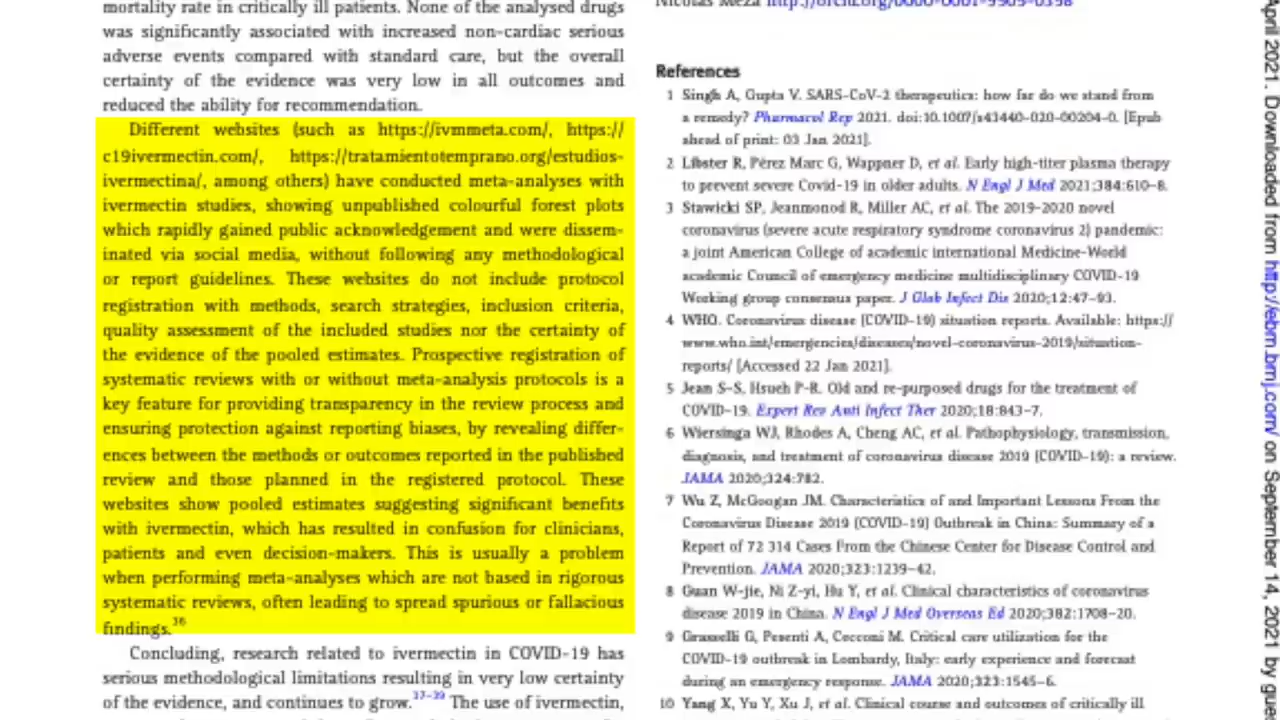 mortality rate in critically ill patients. None of the analysed drugs
was significantly associated with increased non-cardiac serious
adverse events compared with standard care, but the overall
certainty of the evidence was very low in all outcomes and
reduced the ability for recommendation.
Different websites (such as https://ivmmeta.com/, https://
c19ivermectin.com/, https://tratamientotemprano.org/estudios-
ivermectina/, among others) have conducted meta-analyses with
ivermectin studies, showing unpublished colourful forest plots
which rapidly gained public acknowledgement and were dissem-
inated via social media, without following any methodological
or report guidelines. These websites do not include protocol
registration with methods, search strategies, inclusion criteria,
quality assessment of the included studies nor the certainty of
the evidence of the pooled estimates. Prospective registration of
systematic reviews with or without meta-analysis protocols is a
key feature for providing transparency in the review process and
ensuring protection against reporting biases, by revealing differ-
ences between the methods or outcomes reported in the published
review and those planned in the registered protocol. These
websites show pooled estimates suggesting significant benefits
with ivermectin, which has resulted in confusion for clinicians,
patients and even decision-makers. This is usually a problem
when performing meta-analyses which are not based in rigorous
systematic reviews, often leading to spread spurious or fallacious
findings.36
Concluding, research related to ivermectin in COVID-19 has
serious methodological limitations resulting in very low certainty
of the evidence, and continues to grow.37–39 The use of ivermectin,
Nicolas Meza http://orcid.org/0000-0001-9505-0358
References
1 Singh A, Gupta V. SARS-CoV-2 therapeutics: how far do we stand from
a remedy? Pharmacol Rep 2021. doi:10.1007/s43440-020-00204-0. [Epub
ahead of print: 03 Jan 2021].
2 Libster R, Pérez Marc G, Wappner D, et al. Early high-titer plasma therapy
to prevent severe Covid-19 in older adults. N Engl J Med 2021;384:610–8.
3 Stawicki SP, Jeanmonod R, Miller AC, et al. The 2019–2020 novel
coronavirus (severe acute respiratory syndrome coronavirus 2) pandemic:
a joint American College of academic international Medicine-World
academic Council of emergency medicine multidisciplinary COVID-19
Working group consensus paper. J Glob Infect Dis 2020;12:47–93.
4 WHO. Coronavirus disease (COVID-19) situation reports. Available: https://
www.who.int/emergencies/diseases/novel-coronavirus-2019/situation-
reports/ [Accessed 22 Jan 2021].
5 Jean S-S, Hsueh P-R. Old and re-purposed drugs for the treatment of
COVID-19. Expert Rev Anti Infect Ther 2020;18:843–7.
6 Wiersinga WJ, Rhodes A, Cheng AC, et al. Pathophysiology, transmission,
diagnosis, and treatment of coronavirus disease 2019 (COVID-19): a review.
JAMA 2020;324:782.
7 Wu Z, McGoogan JM. Characteristics of and Important Lessons From the
Coronavirus Disease 2019 (COVID-19) Outbreak in China: Summary of a
Report of 72 314 Cases From the Chinese Center for Disease Control and
Prevention. JAMA 2020;323:1239–42.
8 Guan W-jie, Ni Z-yi, Hu Y, et al. Clinical characteristics of coronavirus
disease 2019 in China. N Engl J Med Overseas Ed 2020;382:1708–20.
9 Grasselli G, Pesenti A, Cecconi M. Critical care utilization for the
COVID-19 outbreak in Lombardy, Italy: early experience and forecast
during an emergency response. JAMA 2020;323:1545–6.
10 Yang X, Yu Y, Xu J, et al. Clinical course and outcomes of critically ill
April 2021. Downloaded from http://ebm.bmj.com/ on September 14, 2021 by